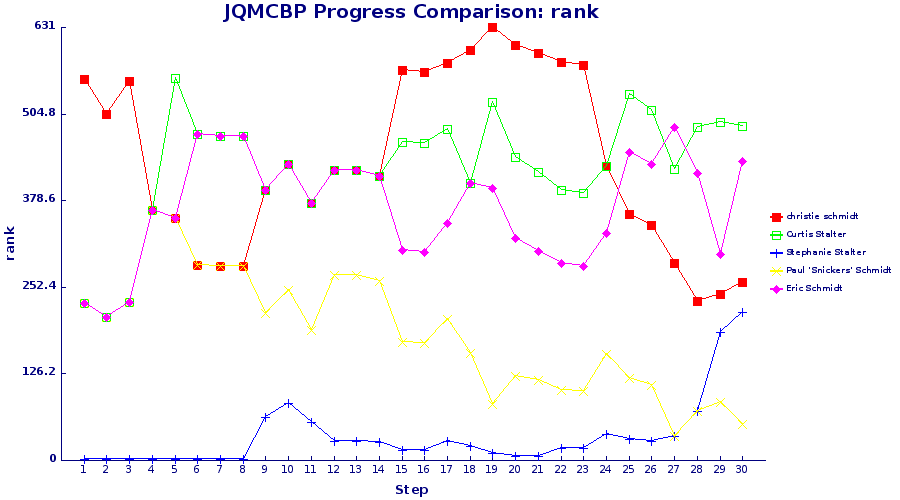 JQMCBP Progress Comparison: rank
631
504.8
378.6
252.4
126.2
0
rank
1 2 3 4 5 6 7 8 9 10 11 12 13 14 15 16 17 18 19 20 21 22 23 24 25 26 27 28 29 30
Step
christie schmidt
Curtis Stalter
Stephanie Stalter
Paul 'Snickers' Schmidt
Eric Schmidt